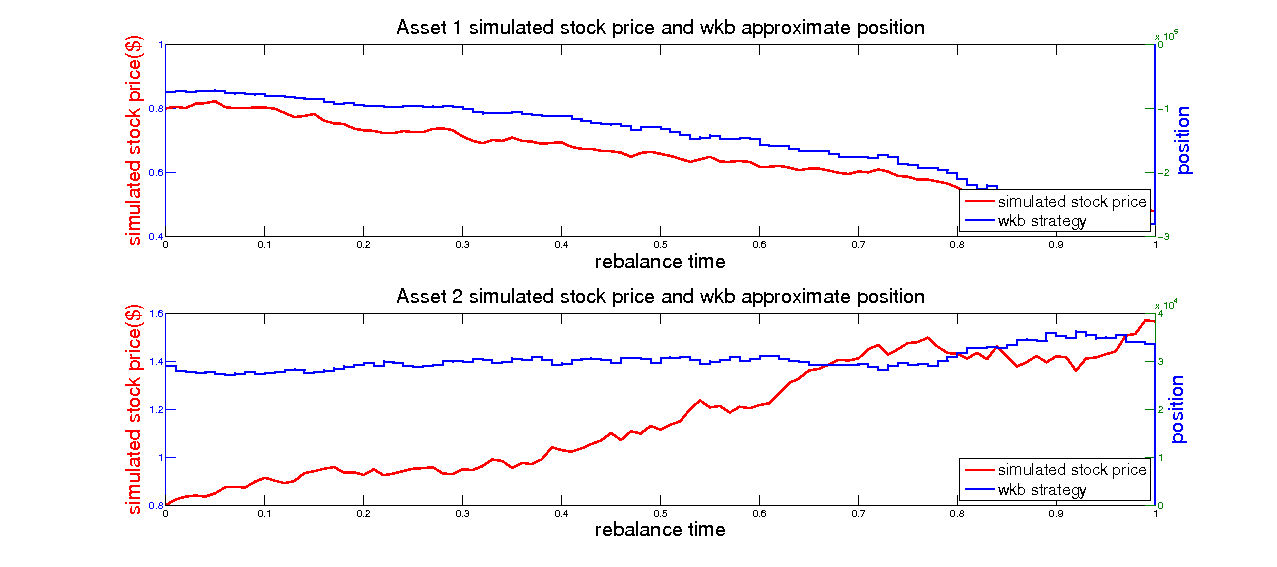 Asset 1 simulated stock price and wkb approximate position
simulated stock price($)
1
0.8
0.6
0.4
x 10^5
0
−1
−2
−3
position
simulated stock price
wkb strategy
0 0.1 0.2 0.3 0.4 0.5 0.6 0.7 0.8 0.9 1
rebalance time
Asset 2 simulated stock price and wkb approximate position
simulated stock price($)
1.6
1.4
1.2
1
0.8
x 10^4
4
3
2
1
0
position
simulated stock price
wkb strategy
0 0.1 0.2 0.3 0.4 0.5 0.6 0.7 0.8 0.9 1
rebalance time